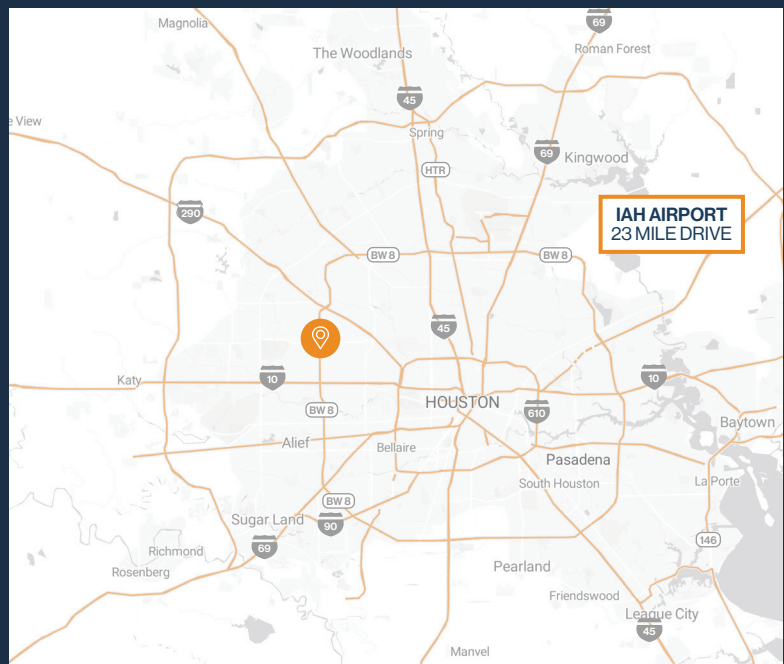 69
Magnolia
Roman Forest
The Woodlands
45
e View
Spring
69
Kingwood
HTR
290
IAH AIRPORT
23 MILE DRIVE
BW 8
BW 8
45
Katy
10
10
BW 8
HOUSTON
610
Baytown
Alief
Bellaire
Pasadena
South Houston
La Porte
BW 8
Sugar Land
90
69
146
Richmond
Rosenberg
Pearland
Friendswood
League City
45
Manvel